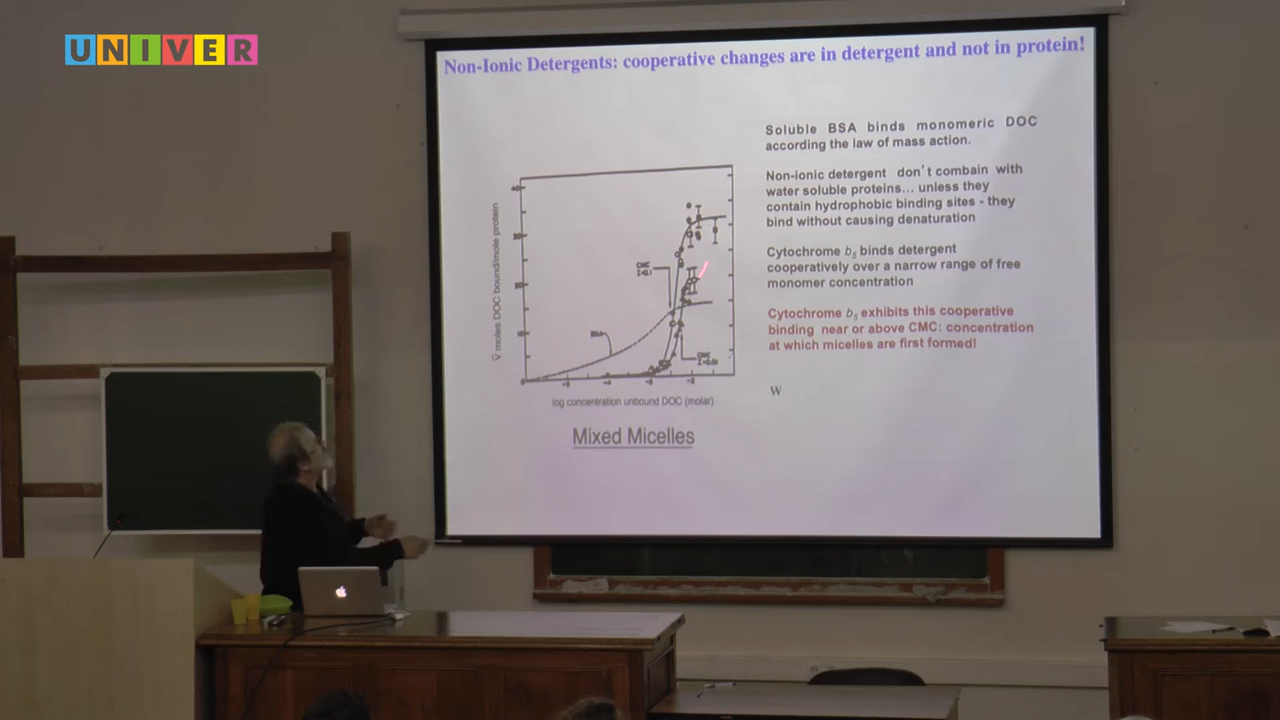 UNIVER
Non-Ionic Detergents: cooperative changes are in detergent and not in protein!
Soluble BSA binds monomeric DOC
according the law of mass action.
Non-ionic detergent don't combain with
water soluble proteins... unless they
contain hydrophobic binding sites - they
bind without causing denaturation
Cytochrome b5 binds detergent
cooperatively over a narrow range of free
monomer concentration
Cytochrome b5 exhibits this cooperative
binding near or above CMC: concentration
at which micelles are first formed!
W
moles DOC bound/mole protein
CMC
BSA
CMC
log concentration unbound DOC (molar)
Mixed Micelles